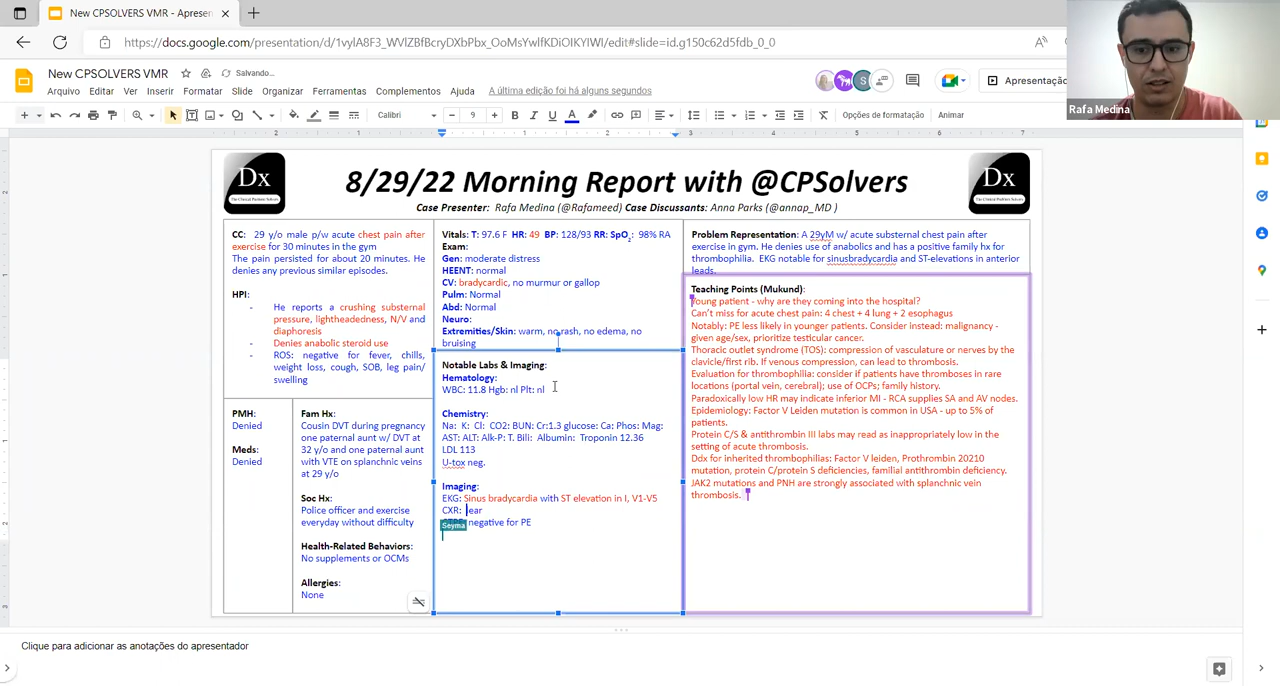 New CPSOLVERS VMR - Apresen
https://docs.google.com/presentation/d/1vylA8F3_WVlZBfBcryDXbPbx_OoMsYwlfKDiOIKYIWI/edit#slide=id.g150c62d5fdb_0_0
New CPSOLVERS VMR
Salvando...
Arquivo Editar Ver Inserir Formatar Slide Organizar Ferramentas Complementos Ajuda
A última edição foi há alguns segundos
Apresentação
Rafa Medina
Calibri
9
Opções de formatação
Animar
Dx
The Clinical Problem Solvers
8/29/22 Morning Report with @CPSolvers
Case Presenter: Rafa Medina (@Rafameed) Case Discussants: Anna Parks (@annap_MD )
Dx
The Clinical Problem Solvers
CC: 29 y/o male p/w acute chest pain after
exercise for 30 minutes in the gym
The pain persisted for about 20 minutes. He
denies any previous similar episodes.
HPI:
- He reports a crushing substernal
pressure, lightheadedness, N/V and
diaphoresis
- Denies anabolic steroid use
- ROS: negative for fever, chills,
weight loss, cough, SOB, leg pain/
swelling
PMH:
Denied
Meds:
Denied
Fam Hx:
Cousin DVT during pregnancy
one paternal aunt w/ DVT at
32 y/o and one paternal aunt
with VTE on splanchnic veins
at 29 y/o
Soc Hx:
Police officer and exercise
everyday without difficulty
Health-Related Behaviors:
No supplements or OCMs
Allergies:
None
Vitals: T: 97.6 F HR: 49 BP: 128/93 RR: SpO2: 98% RA
Exam:
Gen: moderate distress
HEENT: normal
CV: bradycardic, no murmur or gallop
Pulm: Normal
Abd: Normal
Neuro:
Extremities/Skin: warm, no rash, no edema, no
bruising
Notable Labs & Imaging:
Hematology:
WBC: 11.8 Hgb: nl Plt: nl
Chemistry:
Na: K: Cl: CO2: BUN: Cr:1.3 glucose: Ca: Phos: Mag:
AST: ALT: Alk-P: T. Bili: Albumin: Troponin 12.36
LDL 113
U-tox neg.
Imaging:
EKG: Sinus bradycardia with ST elevation in I, V1-V5
CXR: lear
negative for PE
Seyma
Problem Representation: A 29yM w/ acute substernal chest pain after
exercise in gym. He denies use of anabolics and has a positive family hx for
thrombophilia. EKG notable for sinusbradycardia and ST-elevations in anterior
leads.
Teaching Points (Mukund):
Young patient - why are they coming into the hospital?
Can't miss for acute chest pain: 4 chest + 4 lung + 2 esophagus
Notably: PE less likely in younger patients. Consider instead: malignancy -
given age/sex, prioritize testicular cancer.
Thoracic outlet syndrome (TOS): compression of vasculature or nerves by the
clavicle/first rib. If venous compression, can lead to thrombosis.
Evaluation for thrombophilia: consider if patients have thromboses in rare
locations (portal vein, cerebral); use of OCPs; family history.
Paradoxically low HR may indicate inferior MI - RCA supplies SA and AV nodes.
Epidemiology: Factor V Leiden mutation is common in USA - up to 5% of
patients.
Protein C/S & antithrombin III labs may read as inappropriately low in the
setting of acute thrombosis.
Ddx for inherited thrombophilias: Factor V leiden, Prothrombin 20210
mutation, protein C/protein S deficiencies, familial antithrombin deficiency.
JAK2 mutations and PNH are strongly associated with splanchnic vein
thrombosis.
Clique para adicionar as anotações do apresentador